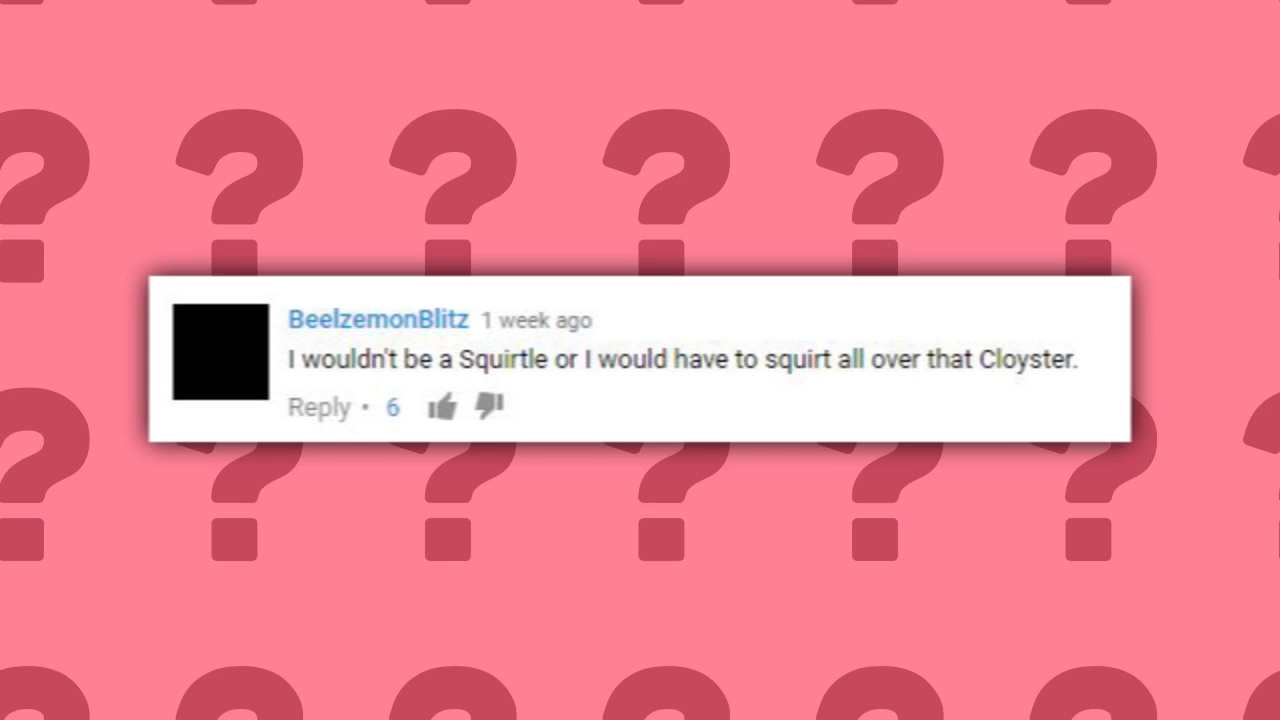 BeelzemonBlitz 1 week ago
I wouldn't be a Squirtle or I would have to squirt all over that Cloyster.
Reply • 6